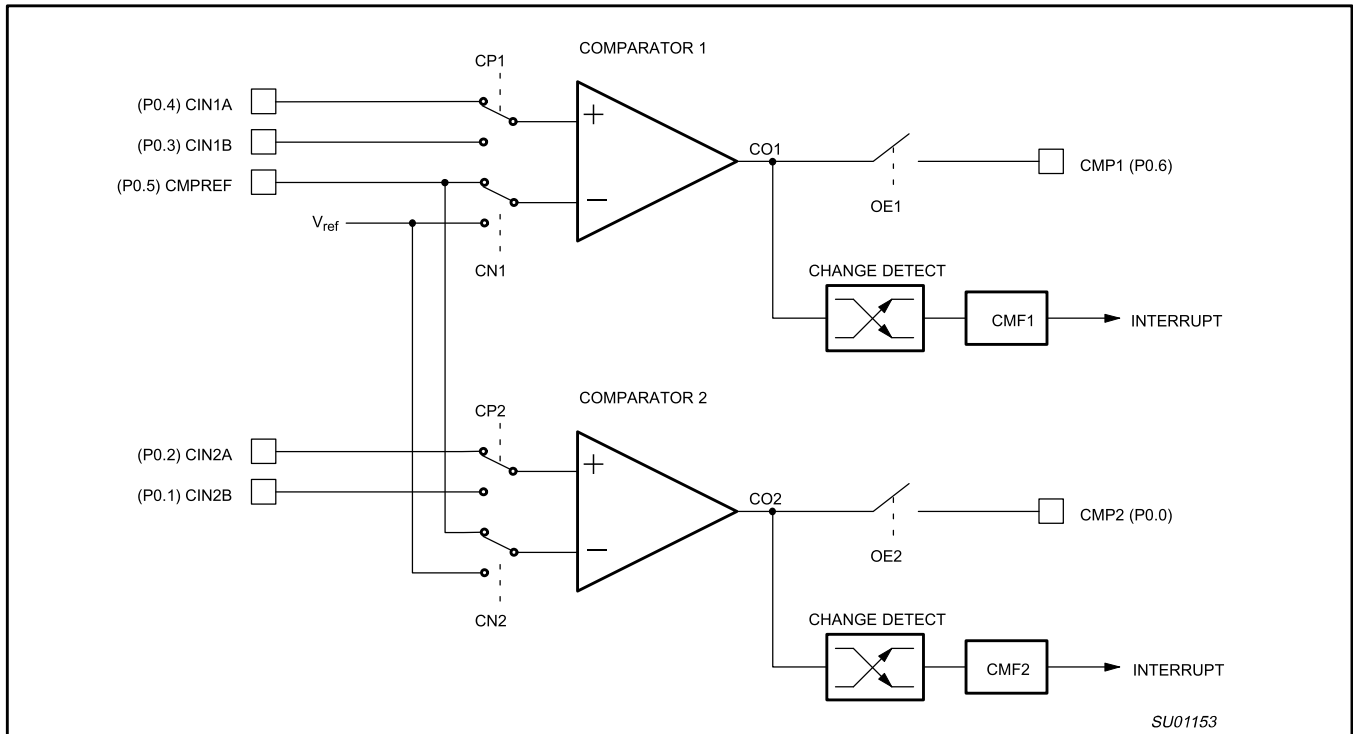 COMPARATOR 1
CP1
(P0.4) CIN1A
+
(P0.3) CIN1B
CO1
CMP1 (P0.6)
(P0.5) CMPREF
−
OE1
Vref
CN1
CHANGE DETECT
CMF1
INTERRUPT
COMPARATOR 2
CP2
(P0.2) CIN2A
+
(P0.1) CIN2B
CO2
CMP2 (P0.0)
−
OE2
CN2
CHANGE DETECT
CMF2
INTERRUPT
SU01153